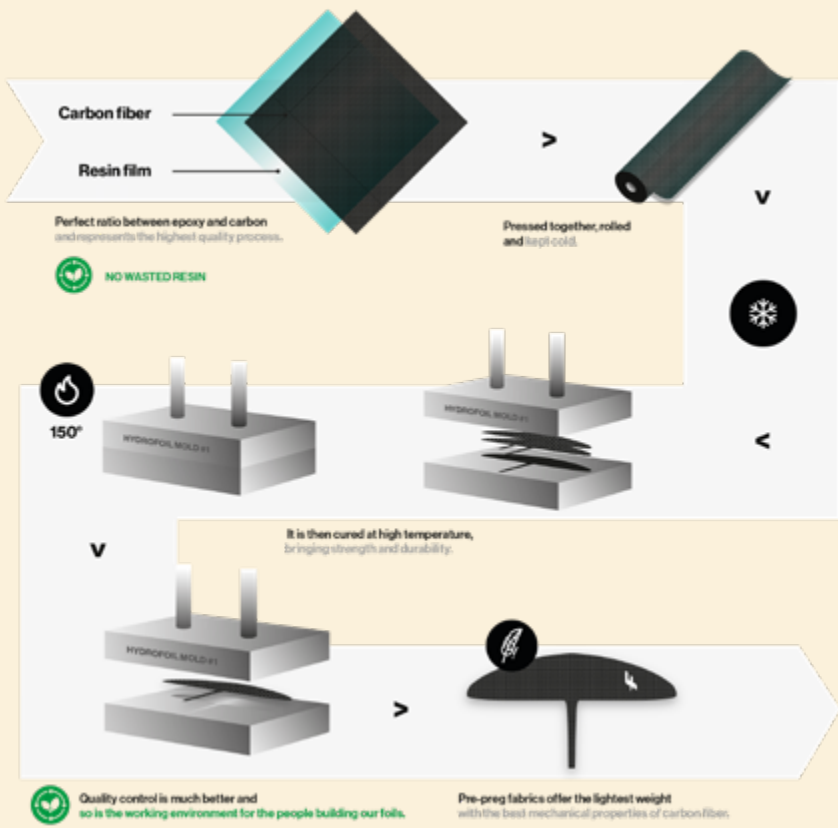 Carbon fiber
Resin film
>
v
Perfect ratio between epoxy and carbon
and represents the highest quality process.
NO WASTED RESIN
Pressed together, rolled
and kept cold.
150°
HYDROFOIL MOLD #1
HYDROFOIL MOLD #1
<
It is then cured at high temperature,
bringing strength and durability.
v
HYDROFOIL MOLD #1
>
Quality control is much better and
so is the working environment for the people building our foils.
Pre-preg fabrics offer the lightest weight
with the best mechanical properties of carbon fiber.